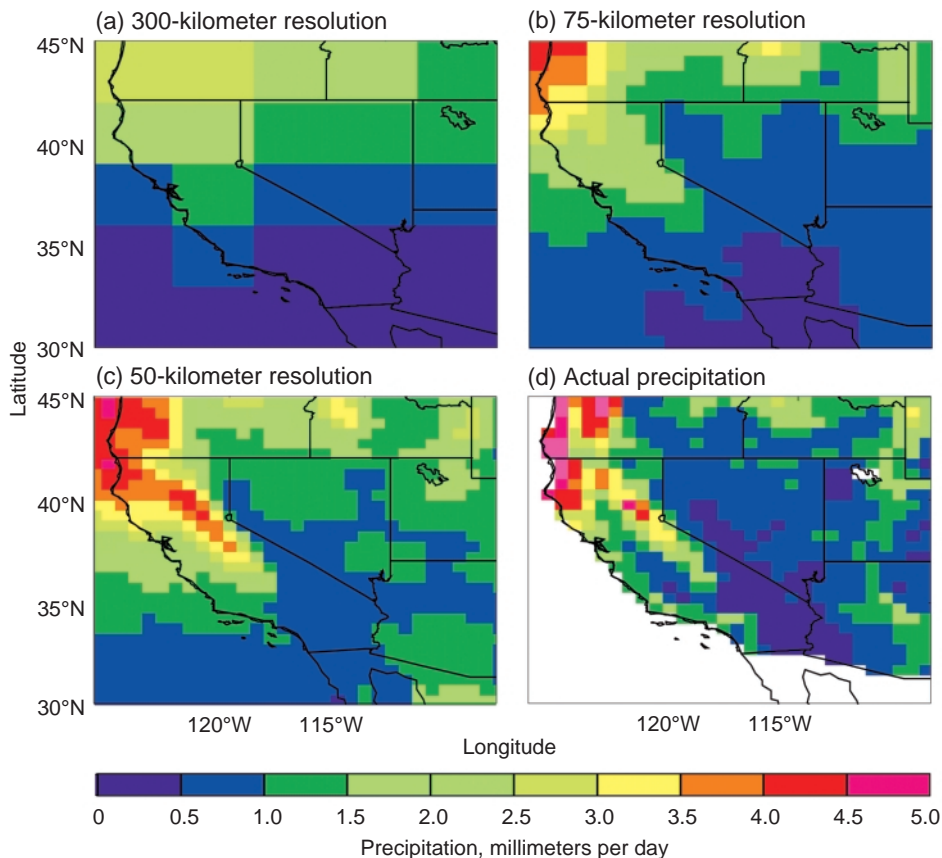 (a) 300-kilometer resolution
(b) 75-kilometer resolution
45°N
40°N
35°N
30°N
(c) 50-kilometer resolution
(d) Actual precipitation
Latitude
45°N
40°N
35°N
30°N
120°W 115°W
120°W 115°W
Longitude
0 0.5 1.0 1.5 2.0 2.5 3.0 3.5 4.0 4.5 5.0
Precipitation, millimeters per day